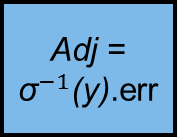 Adj =
σ⁻¹(y).err